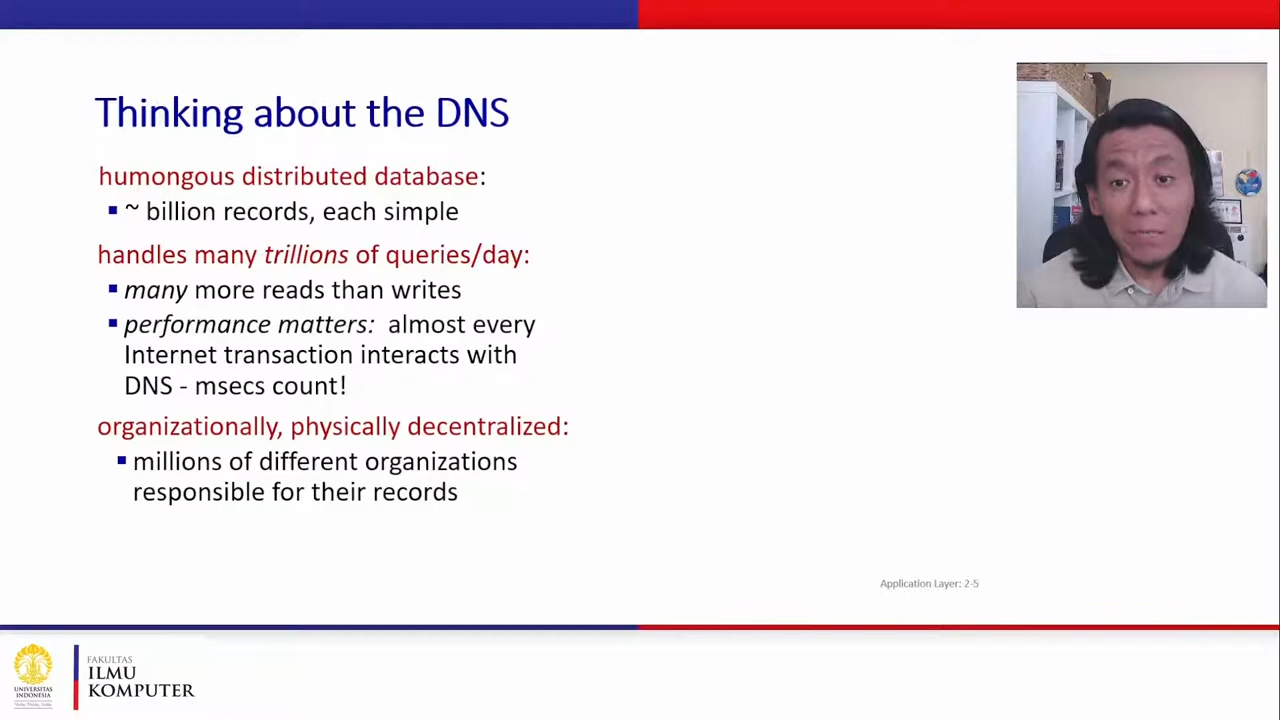 Thinking about the DNS
humongous distributed database:
▪ ~ billion records, each simple
handles many trillions of queries/day:
▪ many more reads than writes
▪ performance matters: almost every
Internet transaction interacts with
DNS - msecs count!
organizationally, physically decentralized:
▪ millions of different organizations
responsible for their records
Application Layer: 2-5
UNIVERSITAS
INDONESIA
FAKULTAS
ILMU
KOMPUTER